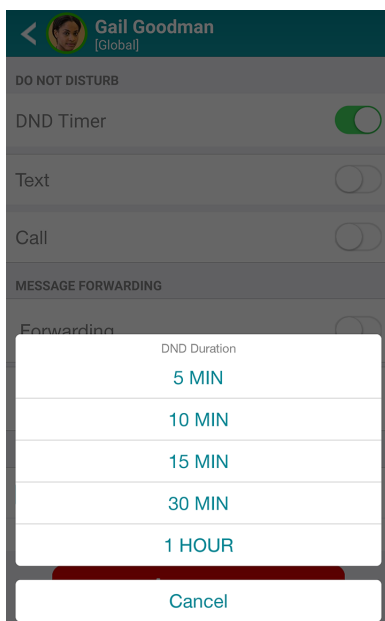 Gail Goodman
[Global]
DO NOT DISTURB
DND Timer
Text
Call
MESSAGE FORWARDING
Forwarding
DND Duration
5 MIN
10 MIN
15 MIN
30 MIN
1 HOUR
Cancel